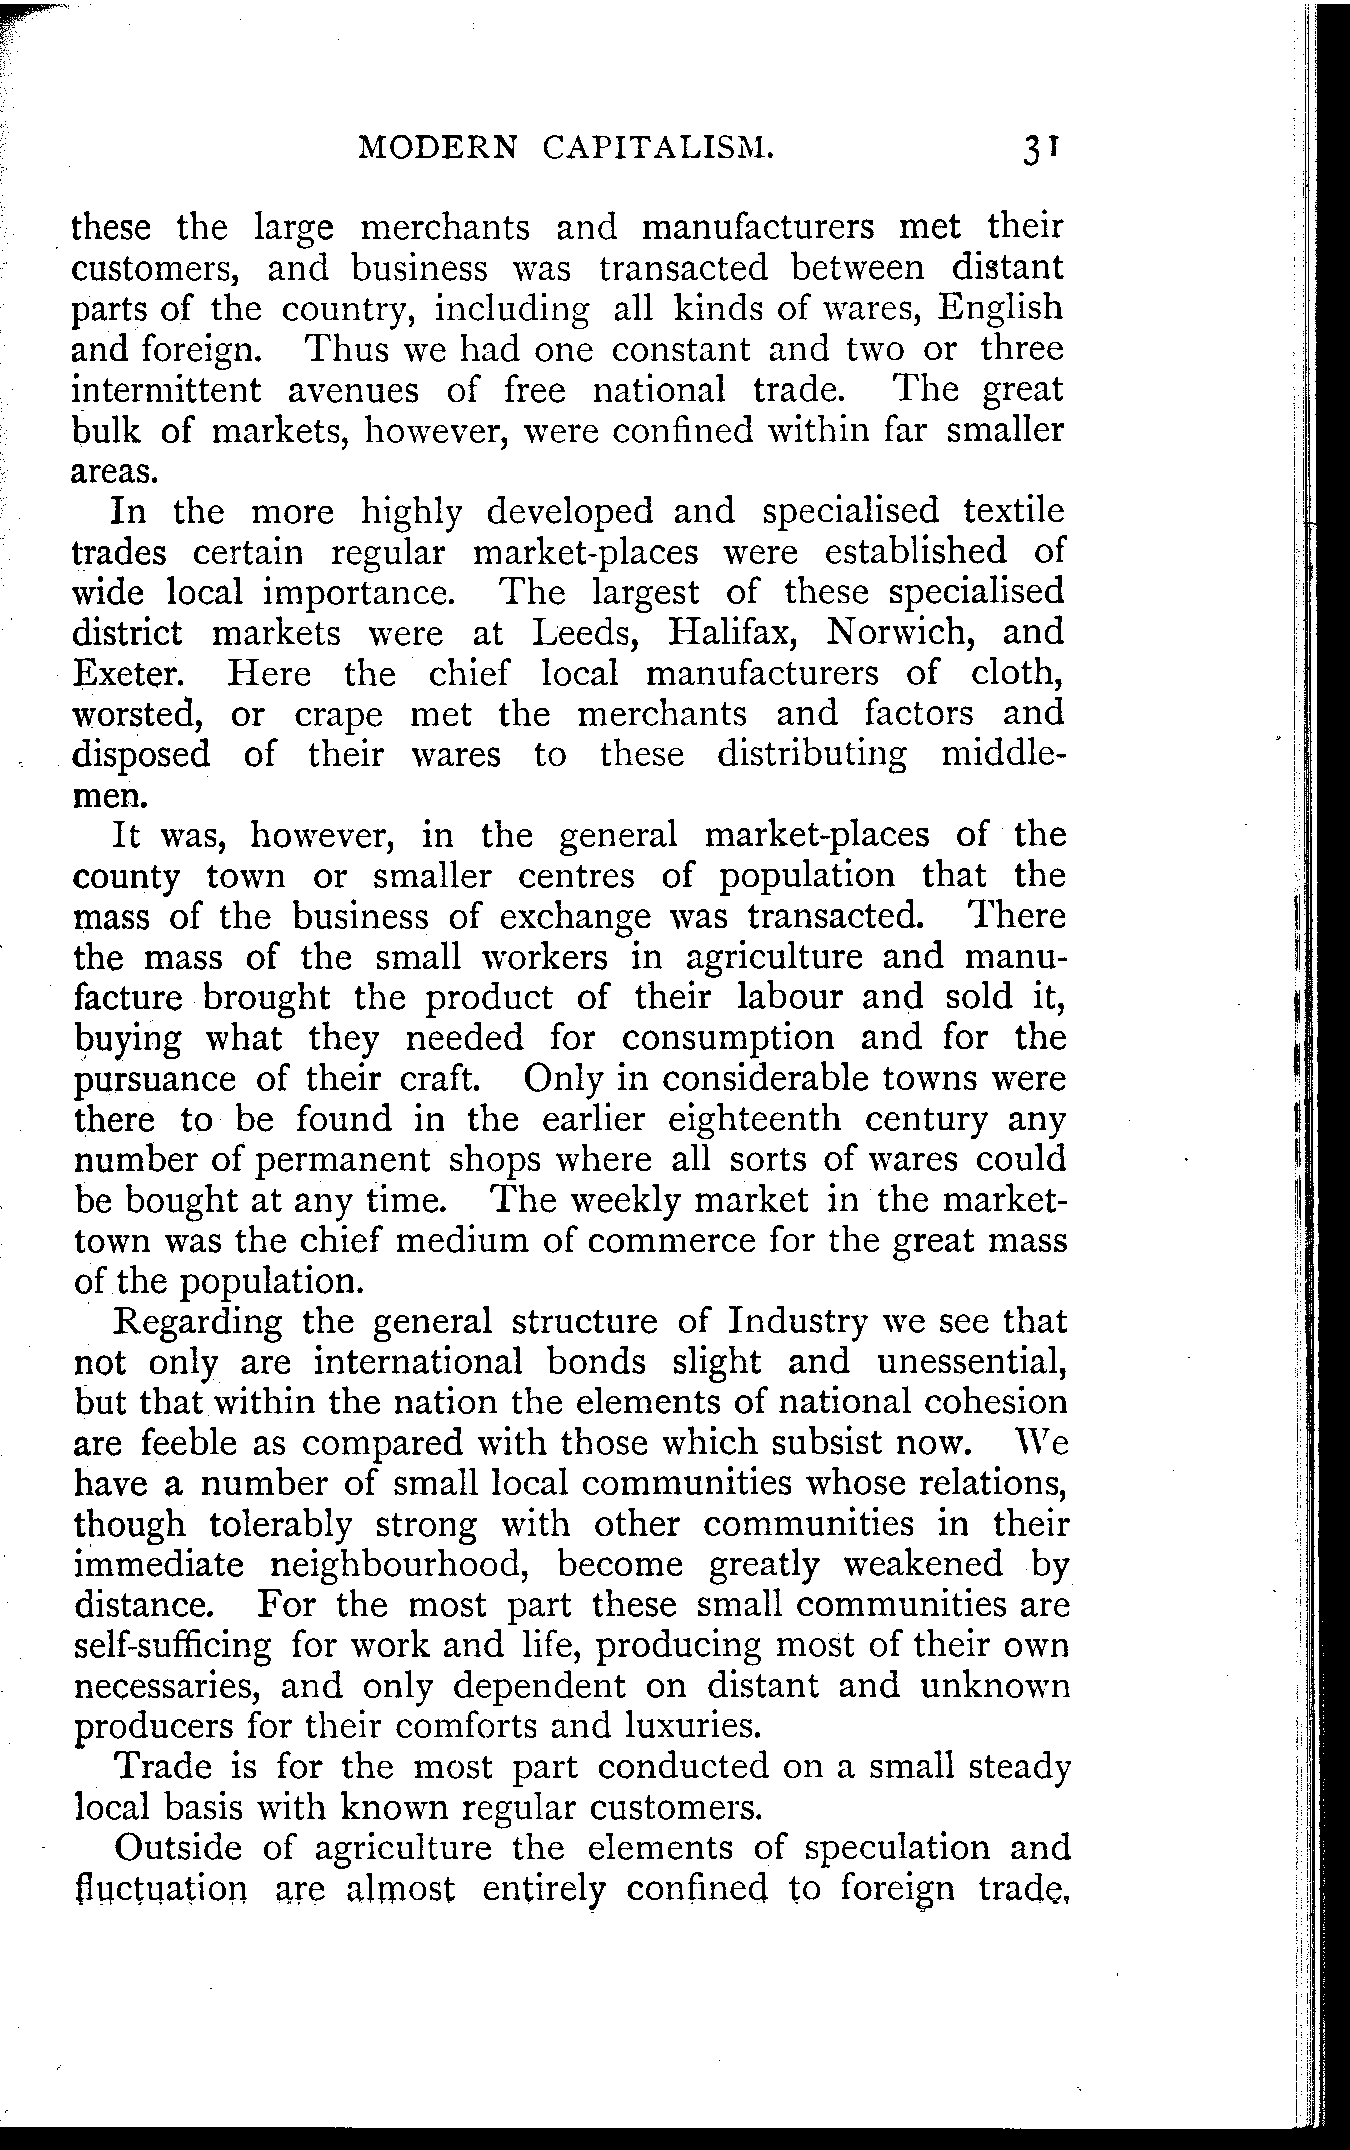 MODERN CAPITALISM. 31
these the large merchants and manufacturers met their
customers, and business was transacted between distant
parts of the country, including all kinds of wares, English
and foreign. Thus we had one constant and two or three
intermittent avenues of free national trade. The great
bulk of markets, however, were confined within far smaller
areas.
In the more highly developed and specialised textile
trades certain regular market-places were established of
wide local importance. The largest of these specialised
district markets were at Leeds, Halifax, Norwich, and
Exeter. Here the chief local manufacturers of cloth,
worsted, or crape met the merchants and factors and
disposed of their wares to these distributing middle-
men.
It was, however, in the general market-places of the
county town or smaller centres of population that the
mass of the business of exchange was transacted. There
the mass of the small workers in agriculture and manu-
facture brought the product of their labour and sold it,
buying what they needed for consumption and for the
pursuance of their craft. Only in considerable towns were
there to be found in the earlier eighteenth century any
number of permanent shops where all sorts of wares could
be bought at any time. The weekly market in the market-
town was the chief medium of commerce for the great mass
of the population.
Regarding the general structure of Industry we see that
not only are international bonds slight and unessential,
but that within the nation the elements of national cohesion
are feeble as compared with those which subsist now. We
have a number of small local communities whose relations,
though tolerably strong with other communities in their
immediate neighbourhood, become greatly weakened by
distance. For the most part these small communities are
self-sufficing for work and life, producing most of their own
necessaries, and only dependent on distant and unknown
producers for their comforts and luxuries.
Trade is for the most part conducted on a small steady
local basis with known regular customers.
Outside of agriculture the elements of speculation and
fluctuation are almost entirely confined to foreign trade,